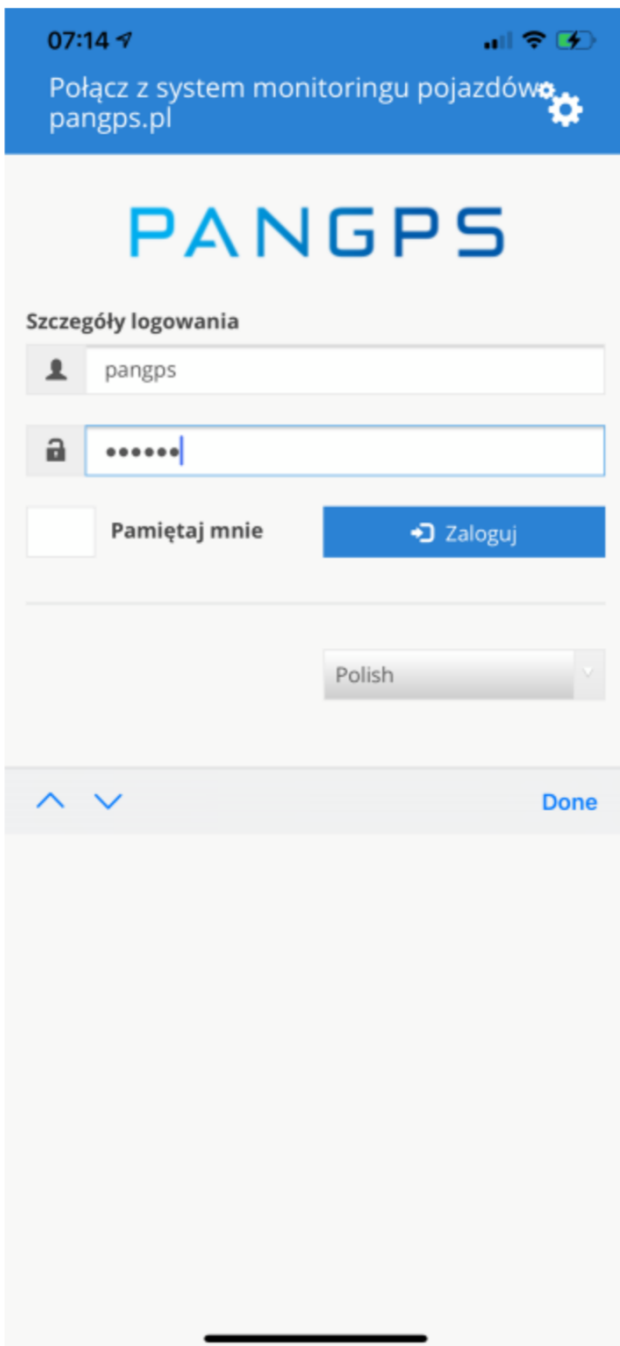 07:14
Połącz z system monitoringu pojazdów
pangps.pl
PANGPS
Szczegóły logowania
pangps
••••••
Pamiętaj mnie
Zaloguj
Polish
Done